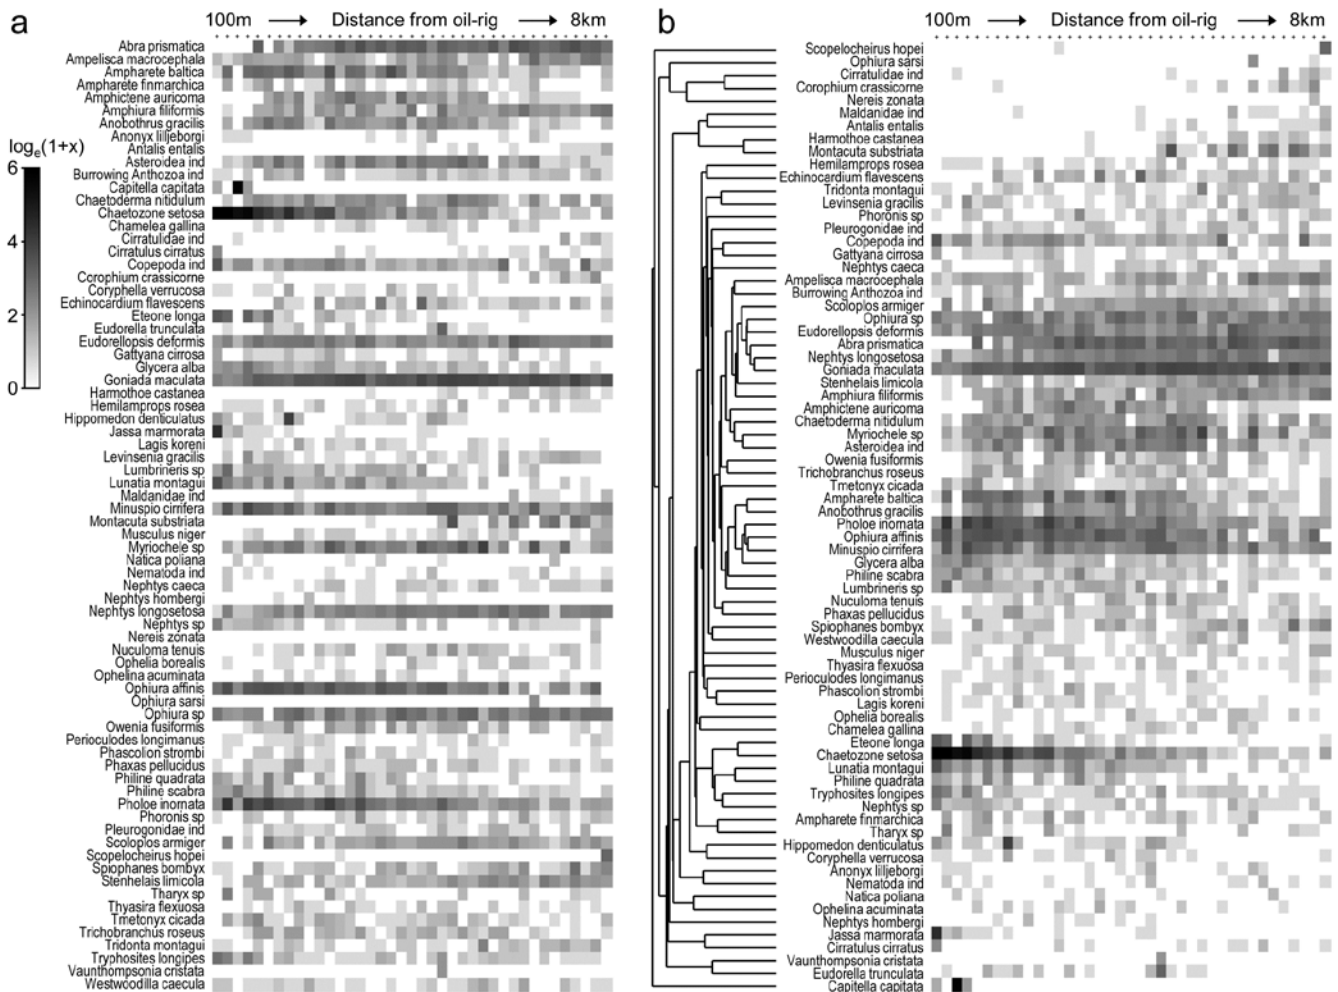 a
100m Distance from oil-rig 8km
log_e(1+x)
6
4
2
0
Abra prismatica
Ampelisca macrocephala
Ampharete baltica
Ampharete finmarchica
Amphictene auricoma
Amphiura filiformis
Anobothrus gracilis
Anonyx lilljeborgi
Antalis entalis
Asteroidea ind
Burrowing Anthozoa ind
Capitella capitata
Chaetoderma nitidulum
Chaetozone setosa
Chamelea gallina
Cirratulidae ind
Cirratulus cirratus
Copepoda ind
Corophium crassicorne
Coryphella verrucosa
Echinocardium flavescens
Eteone longa
Eudorella truncatula
Eudorellopsis deformis
Gattyana cirrosa
Glycera alba
Goniada maculata
Harmothoe castanea
Hemilamprops rosea
Hippomedon denticulatus
Jassa marmorata
Lagis koreni
Levinsenia gracilis
Lumbrineris sp
Lunatia montagui
Maldanidae ind
Minuspio cirrifera
Montacuta substriata
Musculus niger
Myriochele sp
Natica poliana
Nematoda ind
Nephtys caeca
Nephtys hombergi
Nephtys longosetosa
Nephtys sp
Nereis zonata
Nuculoma tenuis
Ophelia borealis
Ophelina acuminata
Ophiura affinis
Ophiura sarsi
Ophiura sp
Owenia fusiformis
Perioculodes longimanus
Phascolion strombi
Phaxas pellucidus
Philine quadrata
Philine scabra
Pholoe inornata
Phoronis sp
Pleurogonidae ind
Scoloplos armiger
Scopelocheirus hopei
Spiophanes bombyx
Stenhelais limicola
Tharyx sp
Thyasira flexuosa
Tmetonyx cicada
Trichobranchus roseus
Tridonta montagui
Tryphosites longipes
Vaunthompsonia cristata
Westwoodilla caecula
b
100m Distance from oil-rig 8km
Scopelocheirus hopei
Ophiura sarsi
Cirratulidae ind
Corophium crassicorne
Nereis zonata
Maldanidae ind
Antalis entalis
Harmothoe castanea
Montacuta substriata
Hemilamprops rosea
Echinocardium flavescens
Tridonta montagui
Levinsenia gracilis
Phoronis sp
Pleurogonidae ind
Copepoda ind
Gattyana cirrosa
Nephtys caeca
Ampelisca macrocephala
Burrowing Anthozoa ind
Scoloplos armiger
Ophiura sp
Eudorellopsis deformis
Abra prismatica
Nephtys longosetosa
Goniada maculata
Stenhelais limicola
Amphiura filiformis
Amphictene auricoma
Chaetoderma nitidulum
Myriochele sp
Asteroidea ind
Owenia fusiformis
Trichobranchus roseus
Tmetonyx cicada
Ampharete baltica
Anobothrus gracilis
Pholoe inornata
Ophiura affinis
Minuspio cirrifera
Glycera alba
Philine scabra
Lumbrineris sp
Nuculoma tenuis
Phaxas pellucidus
Spiophanes bombyx
Westwoodilla caecula
Musculus niger
Thyasira flexuosa
Perioculodes longimanus
Phascolion strombi
Lagis koreni
Ophelia borealis
Chamelea gallina
Eteone longa
Chaetozone setosa
Lunatia montagui
Philine quadrata
Tryphosites longipes
Nephtys sp
Ampharete finmarchica
Tharyx sp
Hippomedon denticulatus
Coryphella verrucosa
Anonyx lilljeborgi
Nematoda ind
Natica poliana
Ophelina acuminata
Nephtys hombergi
Jassa marmorata
Cirratulus cirratus
Vaunthompsonia cristata
Eudorella truncatula
Capitella capitata